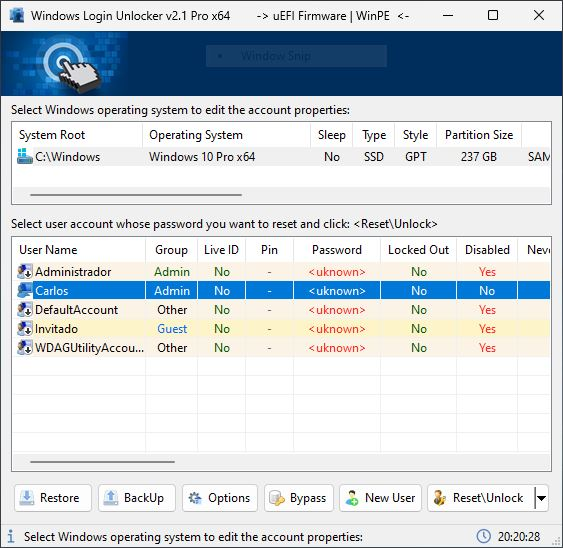 Windows Login Unlocker v2.1 Pro x64 -> uEFI Firmware | WinPE <-
Window Snip
Select Windows operating system to edit the account properties:
System Root Operating System Sleep Type Style Partition Size
C:\Windows Windows 10 Pro x64 No SSD GPT 237 GB SAM
Select user account whose password you want to reset and click: <Reset\Unlock>
User Name Group Live ID Pin Password Locked Out Disabled Neve
Administrador Admin No - <uknown> No Yes
Carlos Admin No - <uknown> No No
DefaultAccount Other No - <uknown> No Yes
Invitado Guest No - <uknown> No Yes
WDAGUtilityAccou... Other No - <uknown> No Yes
Restore BackUp Options Bypass New User Reset\Unlock
Select Windows operating system to edit the account properties: 20:20:28